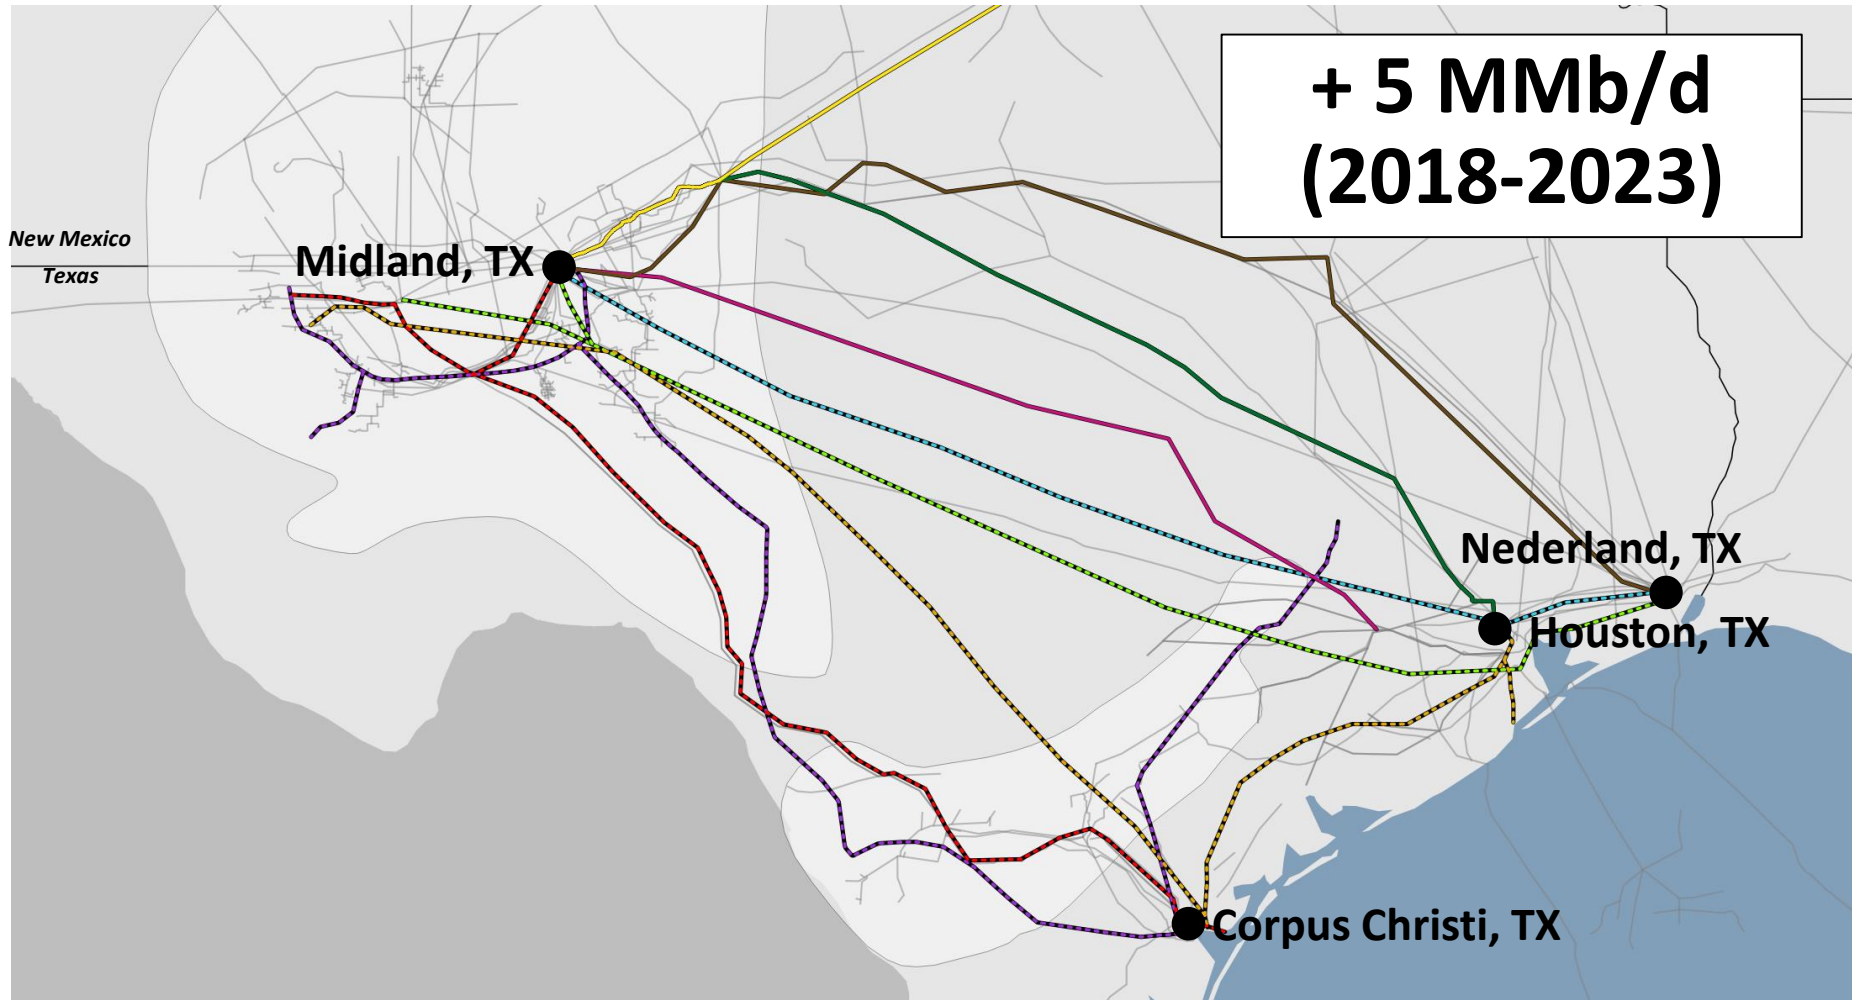 + 5 MMb/d
(2018-2023)
New Mexico
Texas
Midland, TX
Nederland, TX
Houston, TX
Corpus Christi, TX